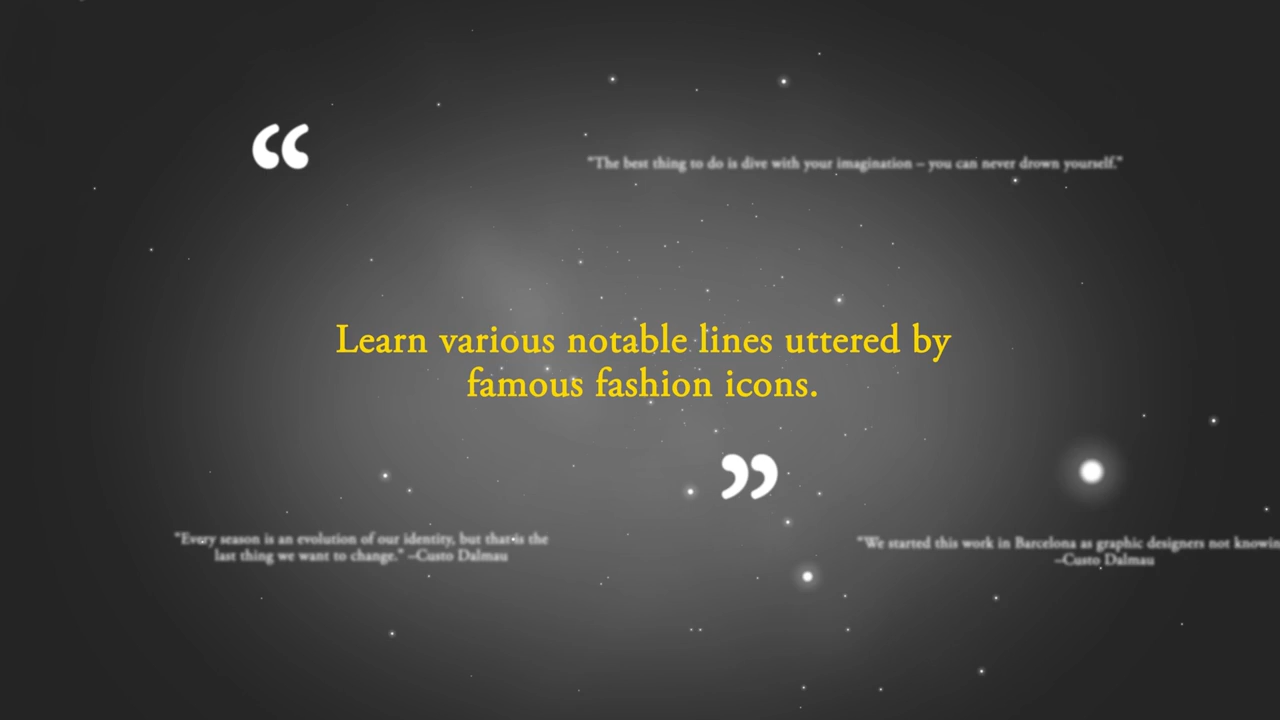 “
"The best thing to do is dive with your imagination – you can never drown yourself."
Learn various notable lines uttered by
famous fashion icons.
”
"Every season is an evolution of our identity, but that is the
last thing we want to change." –Custo Dalmau
"We started this work in Barcelona as graphic designers not
–Custo Dalmau